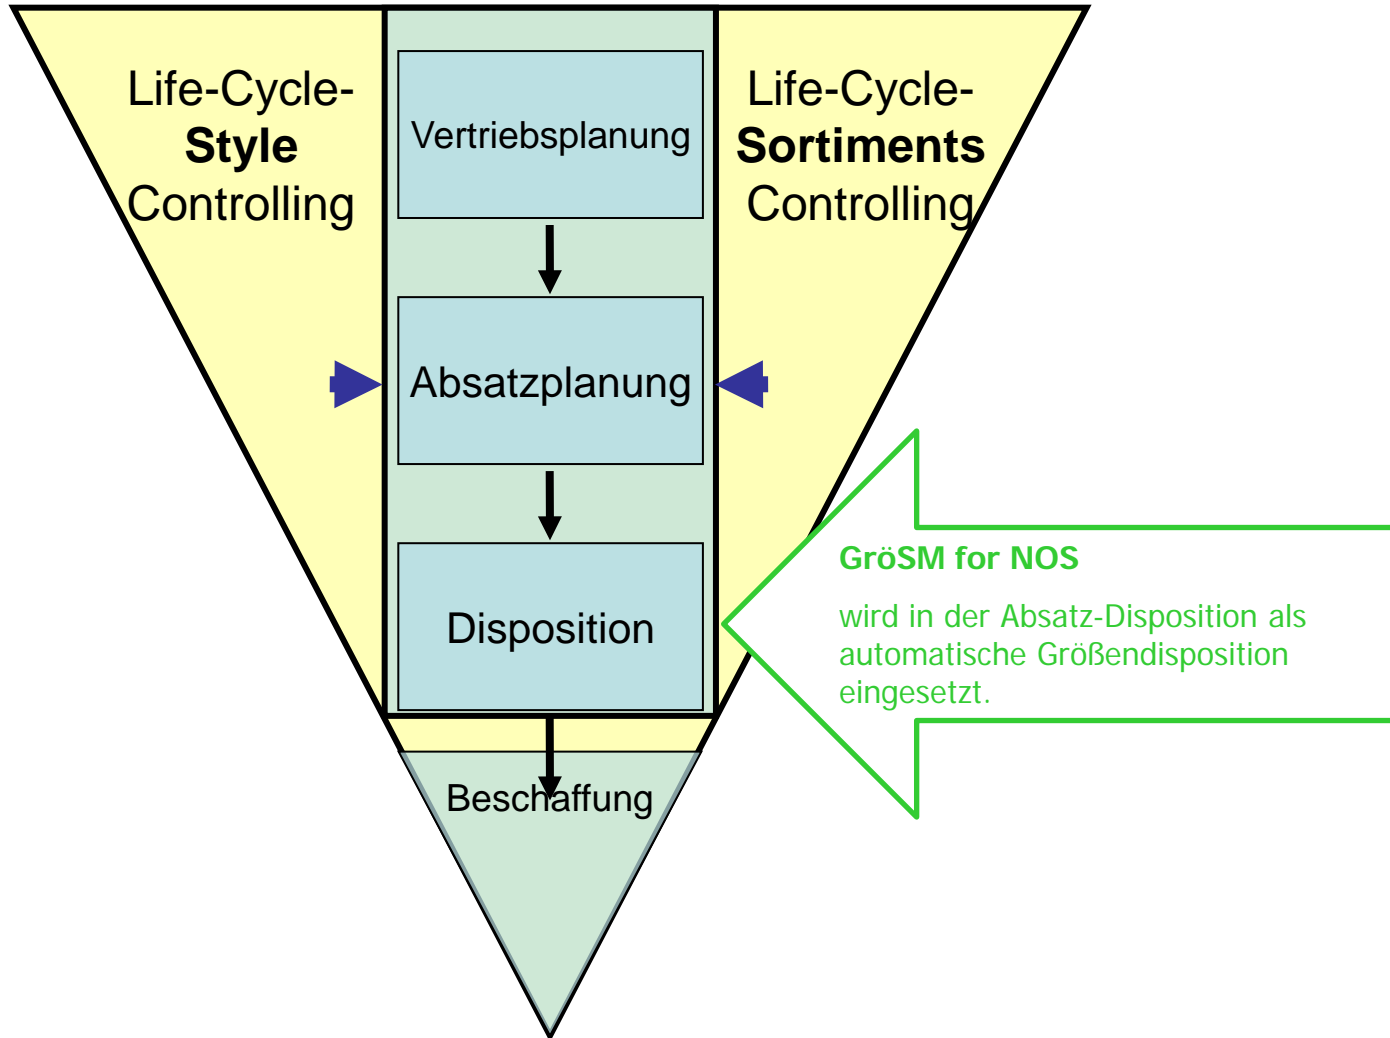 Life-Cycle-
Style
Controlling
Vertriebsplanung
Life-Cycle-
Sortiments
Controlling
Absatzplanung
Disposition
GröSM for NOS
wird in der Absatz-Disposition als
automatische Größendisposition
eingesetzt.
Beschaffung